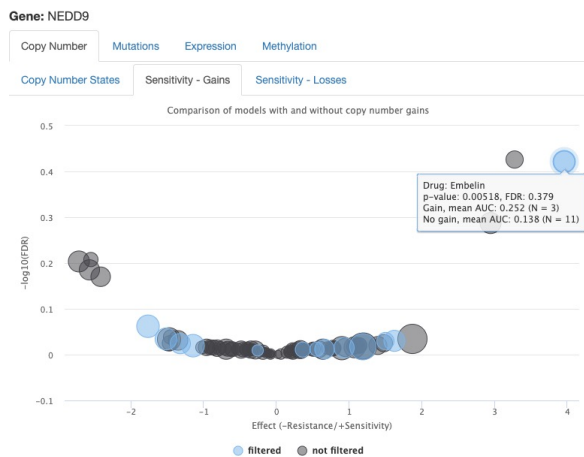 Gene: NEDD9
Copy Number Mutations Expression Methylation
Copy Number States Sensitivity - Gains Sensitivity - Losses
Comparison of models with and without copy number gains
0.5
0.4
Drug: Embelin
p-value: 0.00518, FDR: 0.379
Gain, mean AUC: 0.252 (N = 3)
No gain, mean AUC: 0.138 (N = 11)
0.3
-log10(FDR)
0.2
0.1
0
-0.1
-2 -1 0 1 2 3 4
Effect (-Resistance/+Sensitivity)
filtered not filtered